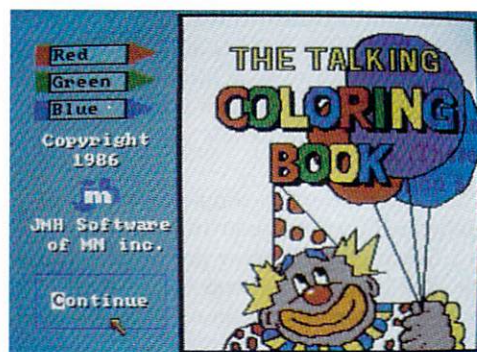 Red
Green
Blue
Copyright
1986
m
JMH Software
of MN inc.
Continue
THE TALKING
COLORING
BOOK